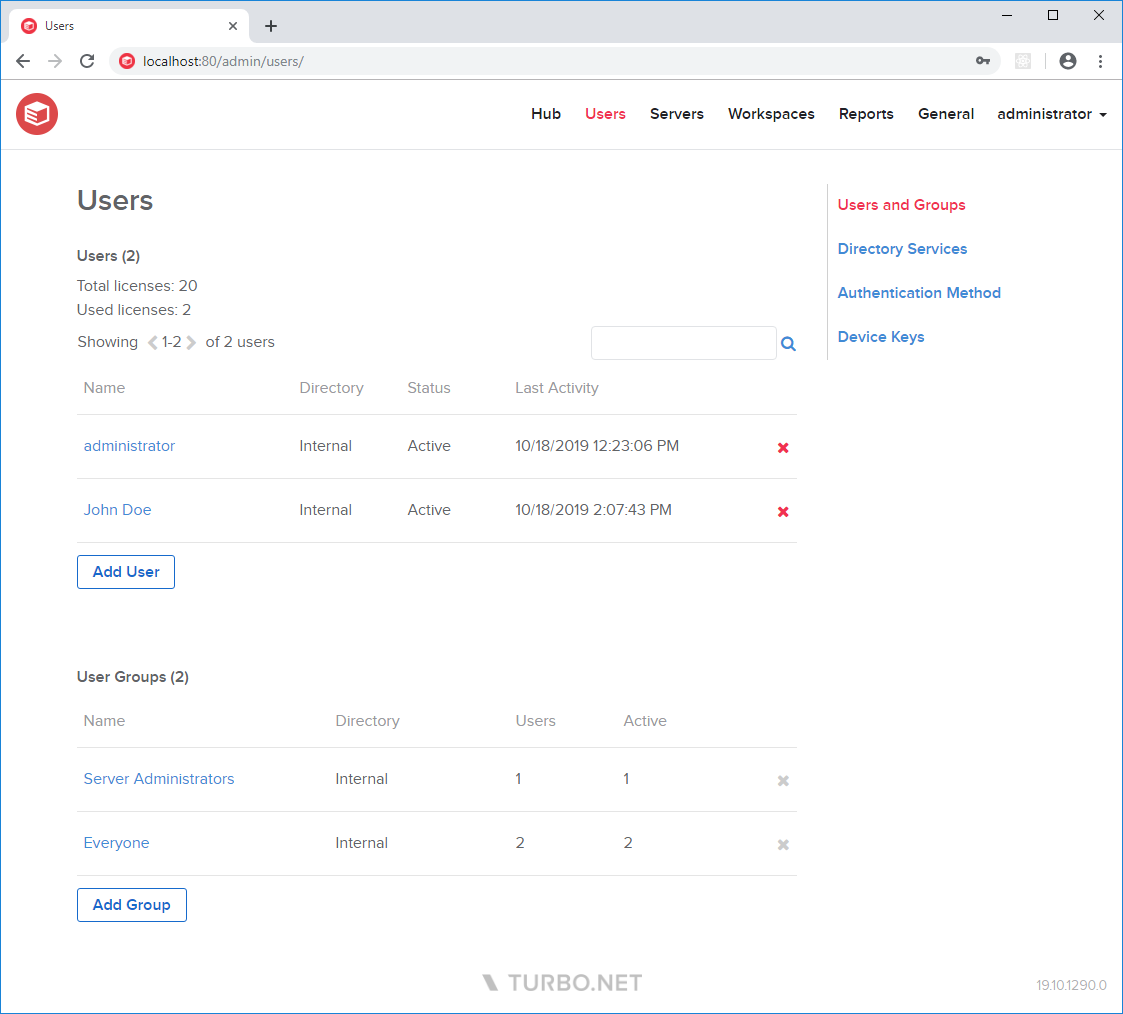 Users
localhost:80/admin/users/
Hub Users Servers Workspaces Reports General administrator
Users
Users (2)
Total licenses: 20
Used licenses: 2
Showing 1-2 of 2 users
Name Directory Status Last Activity
administrator Internal Active 10/18/2019 12:23:06 PM
John Doe Internal Active 10/18/2019 2:07:43 PM
Add User
User Groups (2)
Name Directory Users Active
Server Administrators Internal 1 1
Everyone Internal 2 2
Add Group
Users and Groups
Directory Services
Authentication Method
Device Keys
TURBO.NET
19.10.1290.0